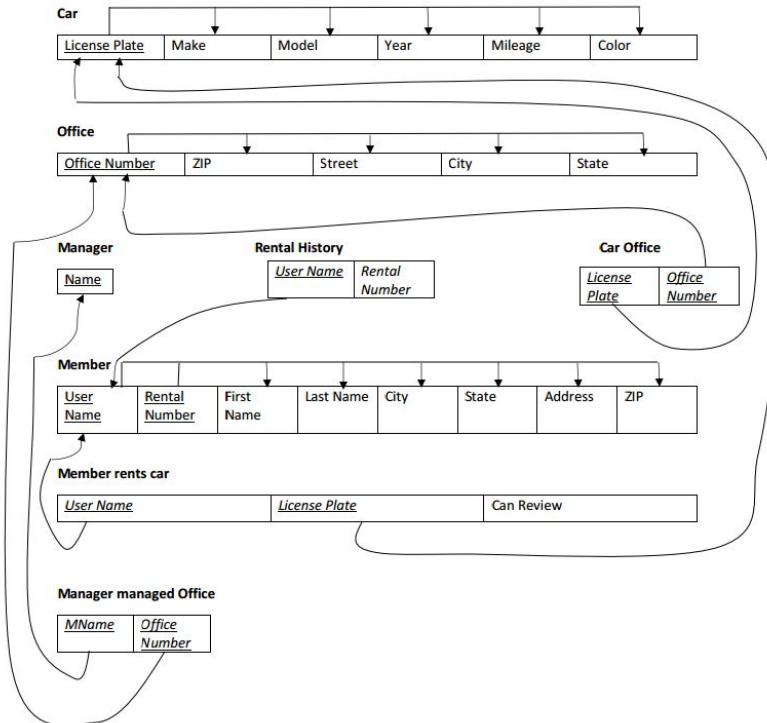 Car
License Plate Make Model Year Mileage Color
Office
Office Number ZIP Street City State
Manager Rental History Car Office
Name
User Name Rental
Number
License Office
Plate Number
Member
User Rental First Last Name City State Address ZIP
Name Number Name
Member rents car
User Name License Plate Can Review
Manager managed Office
MName Office
Number